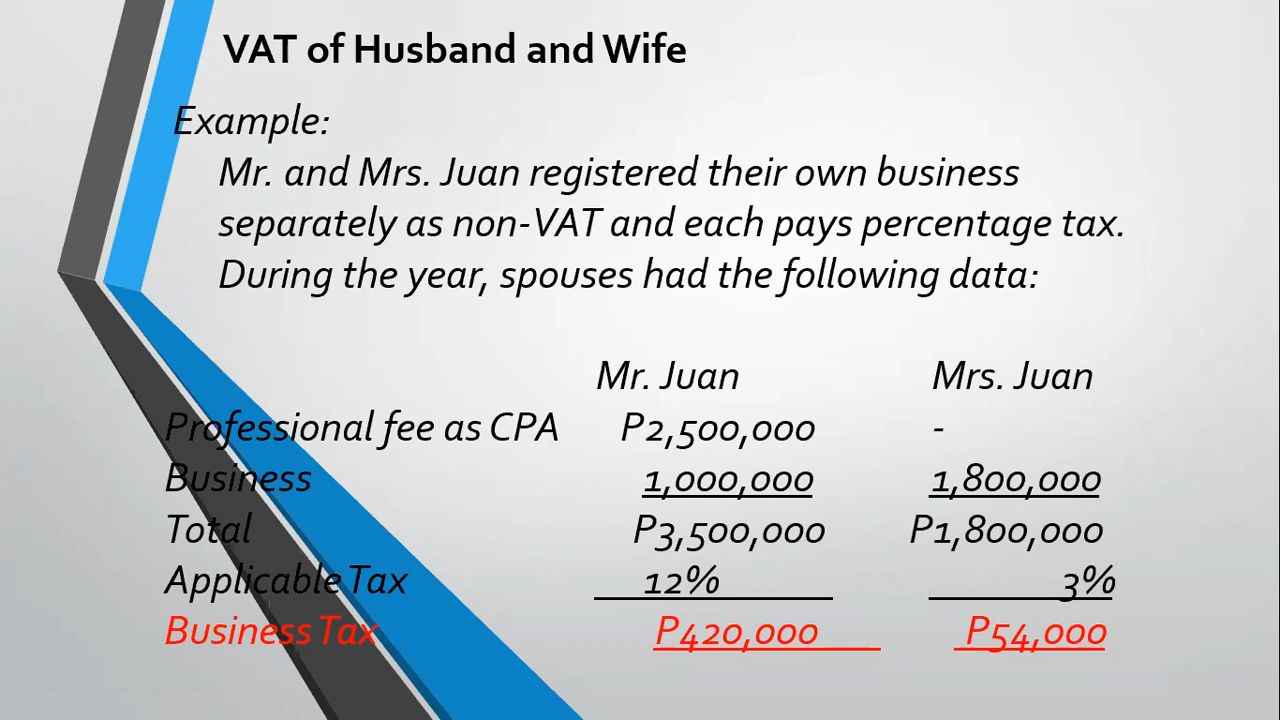 VAT of Husband and Wife
Example:
Mr. and Mrs. Juan registered their own business
separately as non-VAT and each pays percentage tax.
During the year, spouses had the following data:
Mr. Juan Mrs. Juan
Professional fee as CPA P2,500,000 -
Business 1,000,000 1,800,000
Total P3,500,000 P1,800,000
Applicable Tax 12% 3%
Business Tax P420,000 P54,000